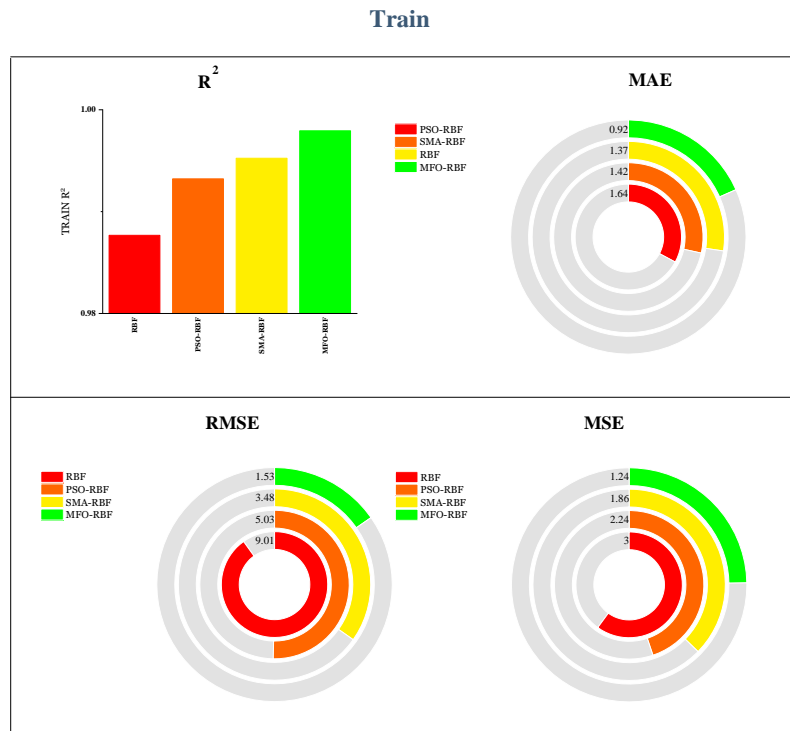 Train
R²
1.00
0.98
TRAIN R²
RBF
PSO-RBF
SMA-RBF
MFO-RBF
MAE
PSO-RBF
SMA-RBF
RBF
MFO-RBF
0.92
1.37
1.42
1.64
RMSE
RBF
PSO-RBF
SMA-RBF
MFO-RBF
1.53
3.48
5.03
9.01
MSE
RBF
PSO-RBF
SMA-RBF
MFO-RBF
1.24
1.86
2.24
3